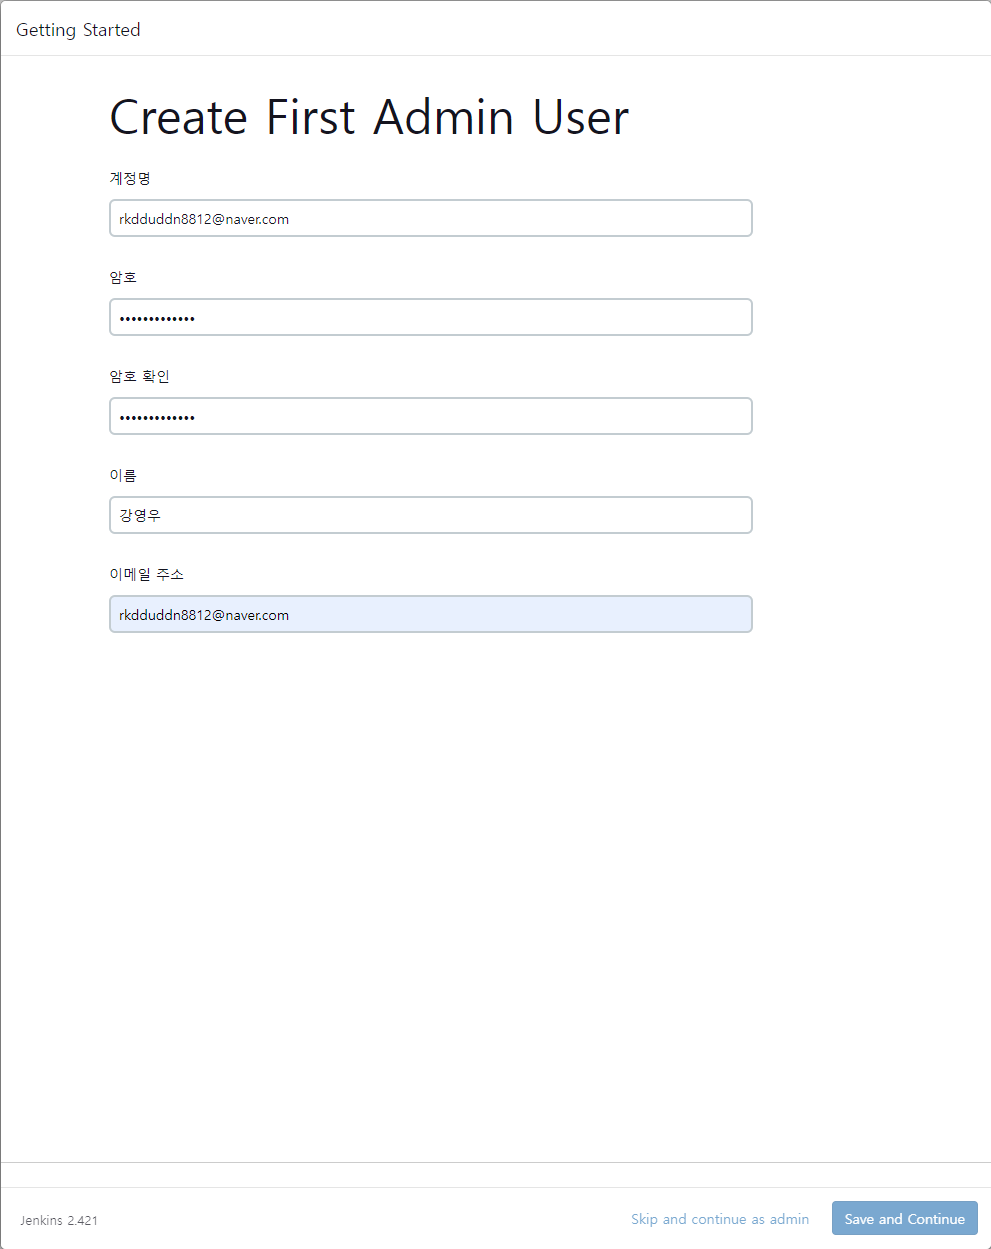 Getting Started
Create First Admin User
계정명
rkdduddn8812@naver.com
암호
•••••••••••••
암호 확인
•••••••••••••
이름
강영우
이메일 주소
rkdduddn8812@naver.com
Jenkins 2.421
Skip and continue as admin
Save and Continue